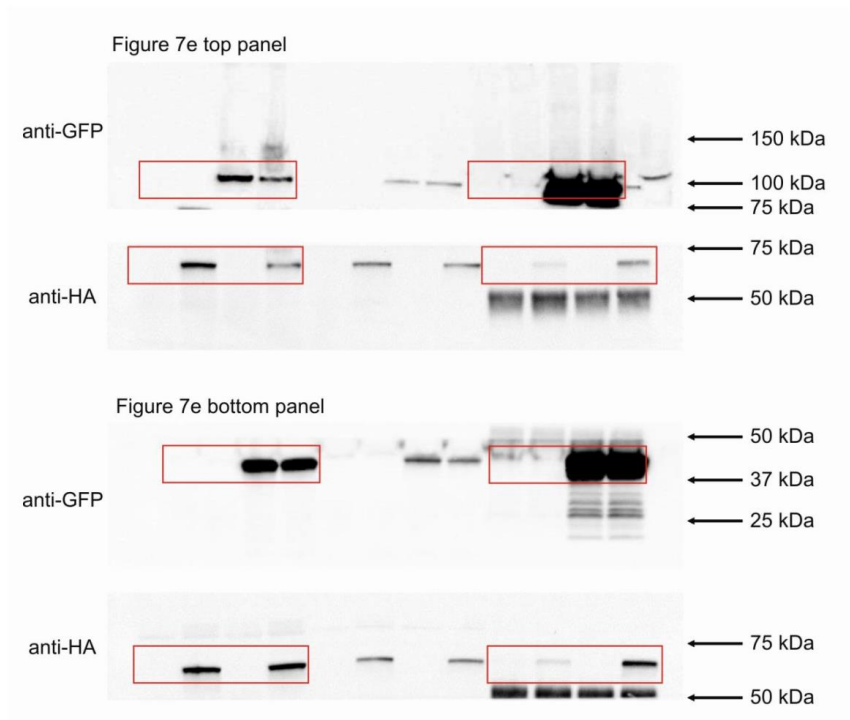 Figure 7e top panel
anti-GFP
150 kDa
100 kDa
75 kDa
75 kDa
anti-HA
50 kDa
Figure 7e bottom panel
50 kDa
37 kDa
anti-GFP
25 kDa
anti-HA
75 kDa
50 kDa